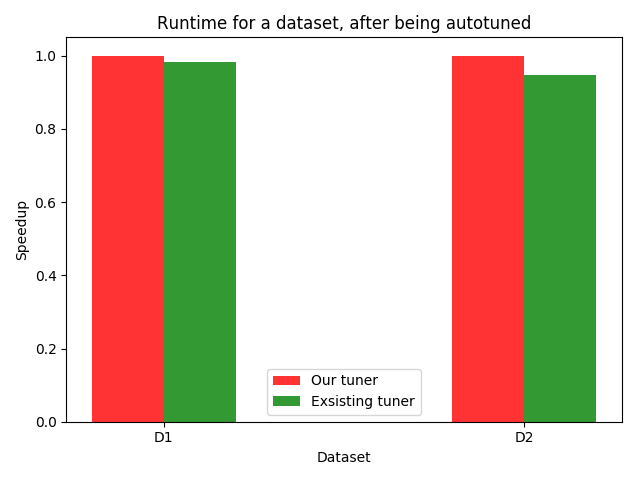 Runtime for a dataset, after being autotuned
Speedup
1.0
0.8
0.6
0.4
0.2
0.0
Our tuner
Exsisting tuner
D1
D2
Dataset